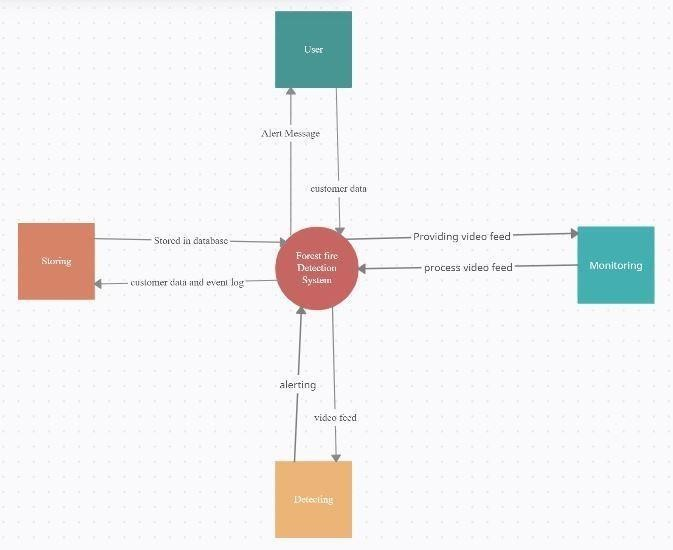 User
Alert Message
customer data
Stored in database
Providing video feed
Storing
Forest fire
Detection
System
Monitoring
process video feed
customer data and event log
alerting
video feed
Detecting